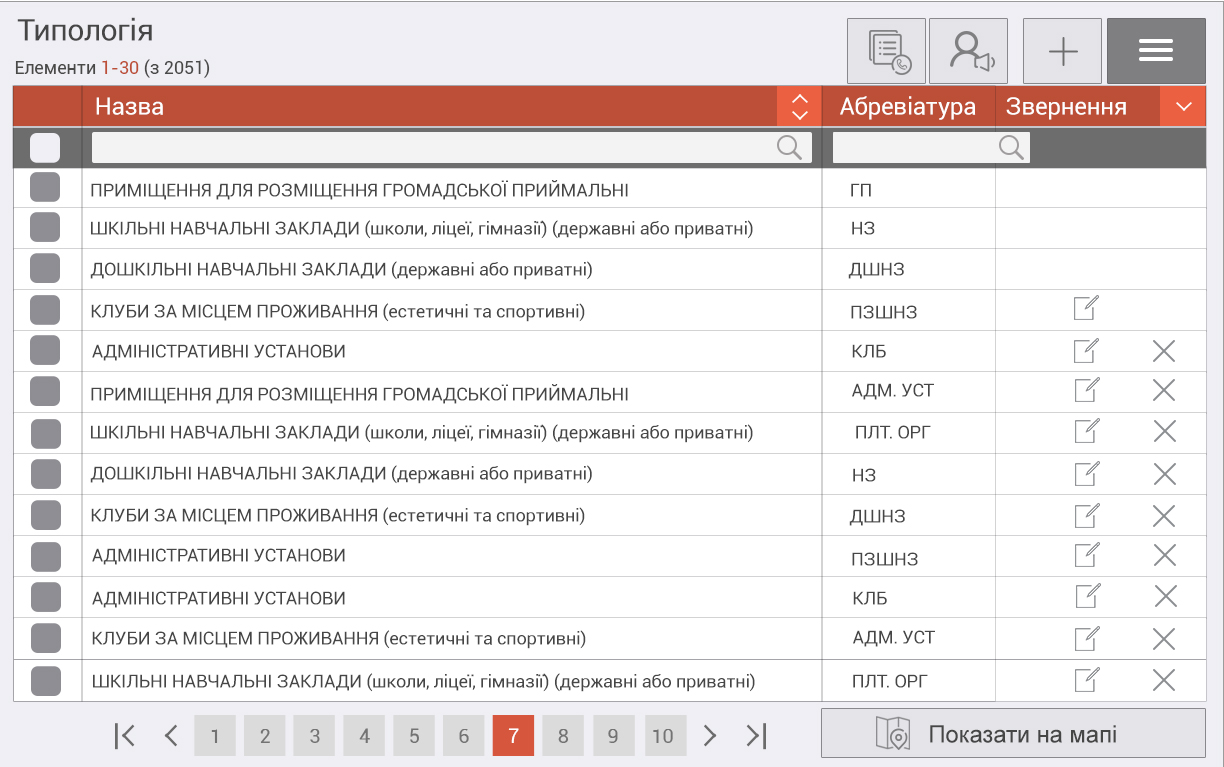 Типологія
Елементи 1-30 (з 2051)
Назва Абревіатура Звернення
ПРИМІЩЕННЯ ДЛЯ РОЗМІЩЕННЯ ГРОМАДСЬКОЇ ПРИЙМАЛЬНІ ГП
ШКІЛЬНІ НАВЧАЛЬНІ ЗАКЛАДИ (школи, ліцеї, гімназії) (державні або приватні) НЗ
ДОШКІЛЬНІ НАВЧАЛЬНІ ЗАКЛАДИ (державні або приватні) ДШНЗ
КЛУБИ ЗА МІСЦЕМ ПРОЖИВАННЯ (естетичні та спортивні) ПЗШНЗ
АДМІНІСТРАТИВНІ УСТАНОВИ КЛБ
ПРИМІЩЕННЯ ДЛЯ РОЗМІЩЕННЯ ГРОМАДСЬКОЇ ПРИЙМАЛЬНІ АДМ. УСТ
ШКІЛЬНІ НАВЧАЛЬНІ ЗАКЛАДИ (школи, ліцеї, гімназії) (державні або приватні) ПЛТ. ОРГ
ДОШКІЛЬНІ НАВЧАЛЬНІ ЗАКЛАДИ (державні або приватні) НЗ
КЛУБИ ЗА МІСЦЕМ ПРОЖИВАННЯ (естетичні та спортивні) ДШНЗ
АДМІНІСТРАТИВНІ УСТАНОВИ ПЗШНЗ
АДМІНІСТРАТИВНІ УСТАНОВИ КЛБ
КЛУБИ ЗА МІСЦЕМ ПРОЖИВАННЯ (естетичні та спортивні) АДМ. УСТ
ШКІЛЬНІ НАВЧАЛЬНІ ЗАКЛАДИ (школи, ліцеї, гімназії) (державні або приватні) ПЛТ. ОРГ
1 2 3 4 5 6 7 8 9 10 Показати на мапі